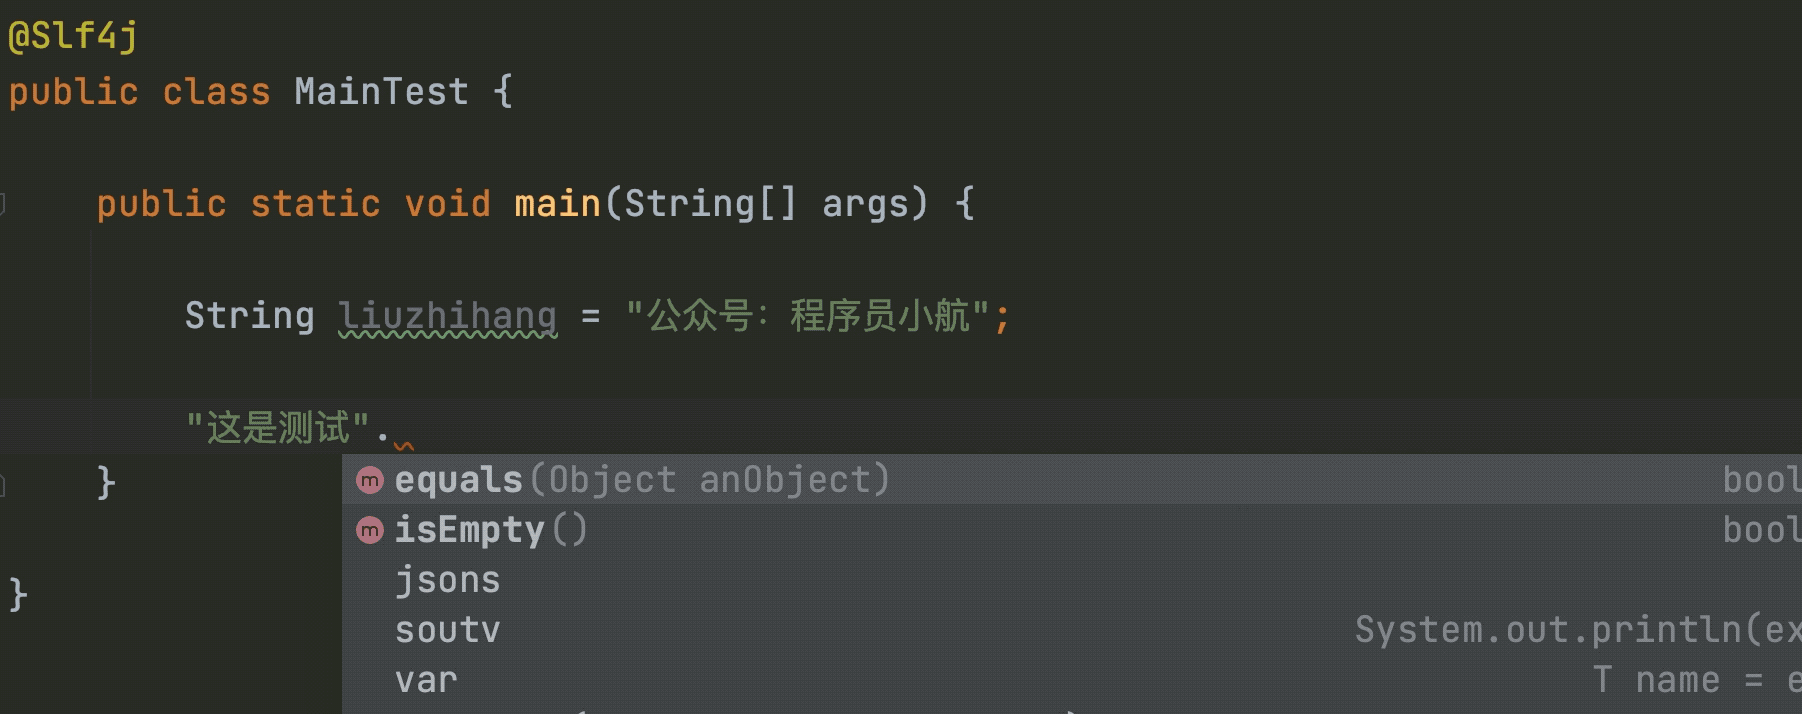 @Slf4j
public class MainTest {
public static void main(String[] args) {
String liuzhihang = "公众号：程序员小航";
"这是测试".
}
equals(Object anObject) bool
isEmpty() bool
}
jsons
soutv System.out.println(ex
var T name = e